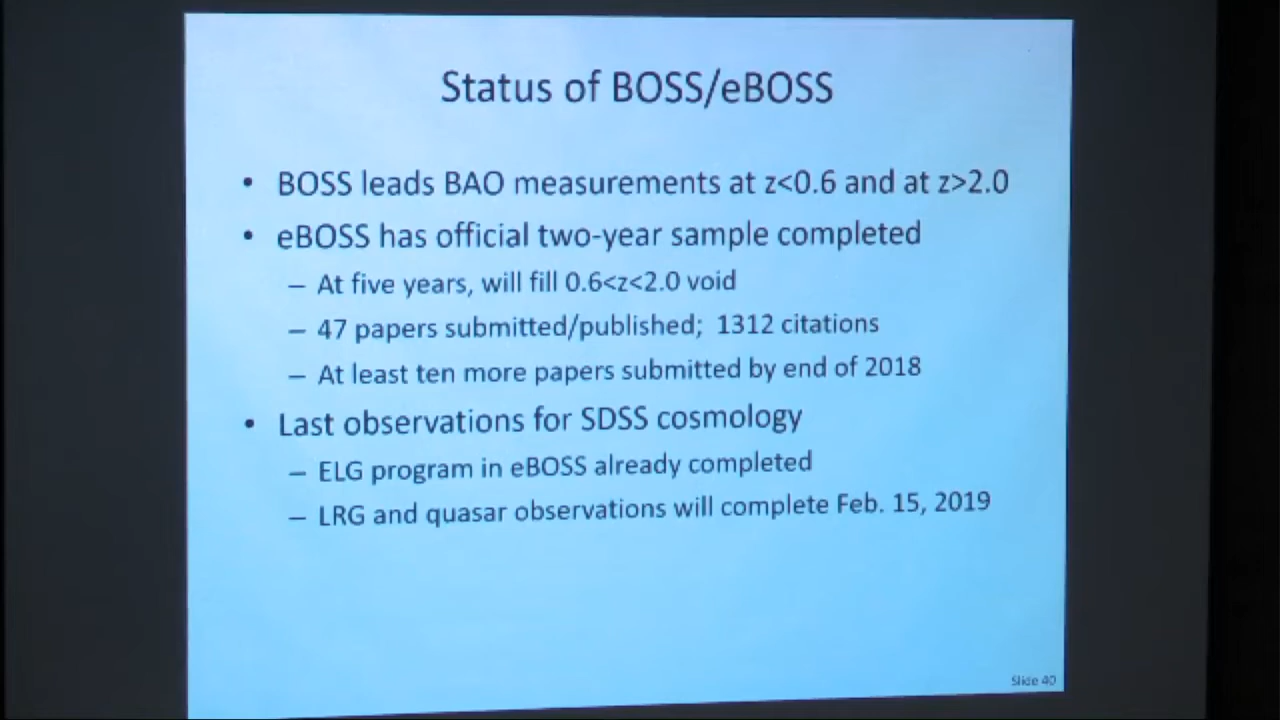 Status of BOSS/eBOSS
• BOSS leads BAO measurements at z<0.6 and at z>2.0
• eBOSS has official two-year sample completed
– At five years, will fill 0.6<z<2.0 void
– 47 papers submitted/published; 1312 citations
– At least ten more papers submitted by end of 2018
• Last observations for SDSS cosmology
– ELG program in eBOSS already completed
– LRG and quasar observations will complete Feb. 15, 2019
Slide 40